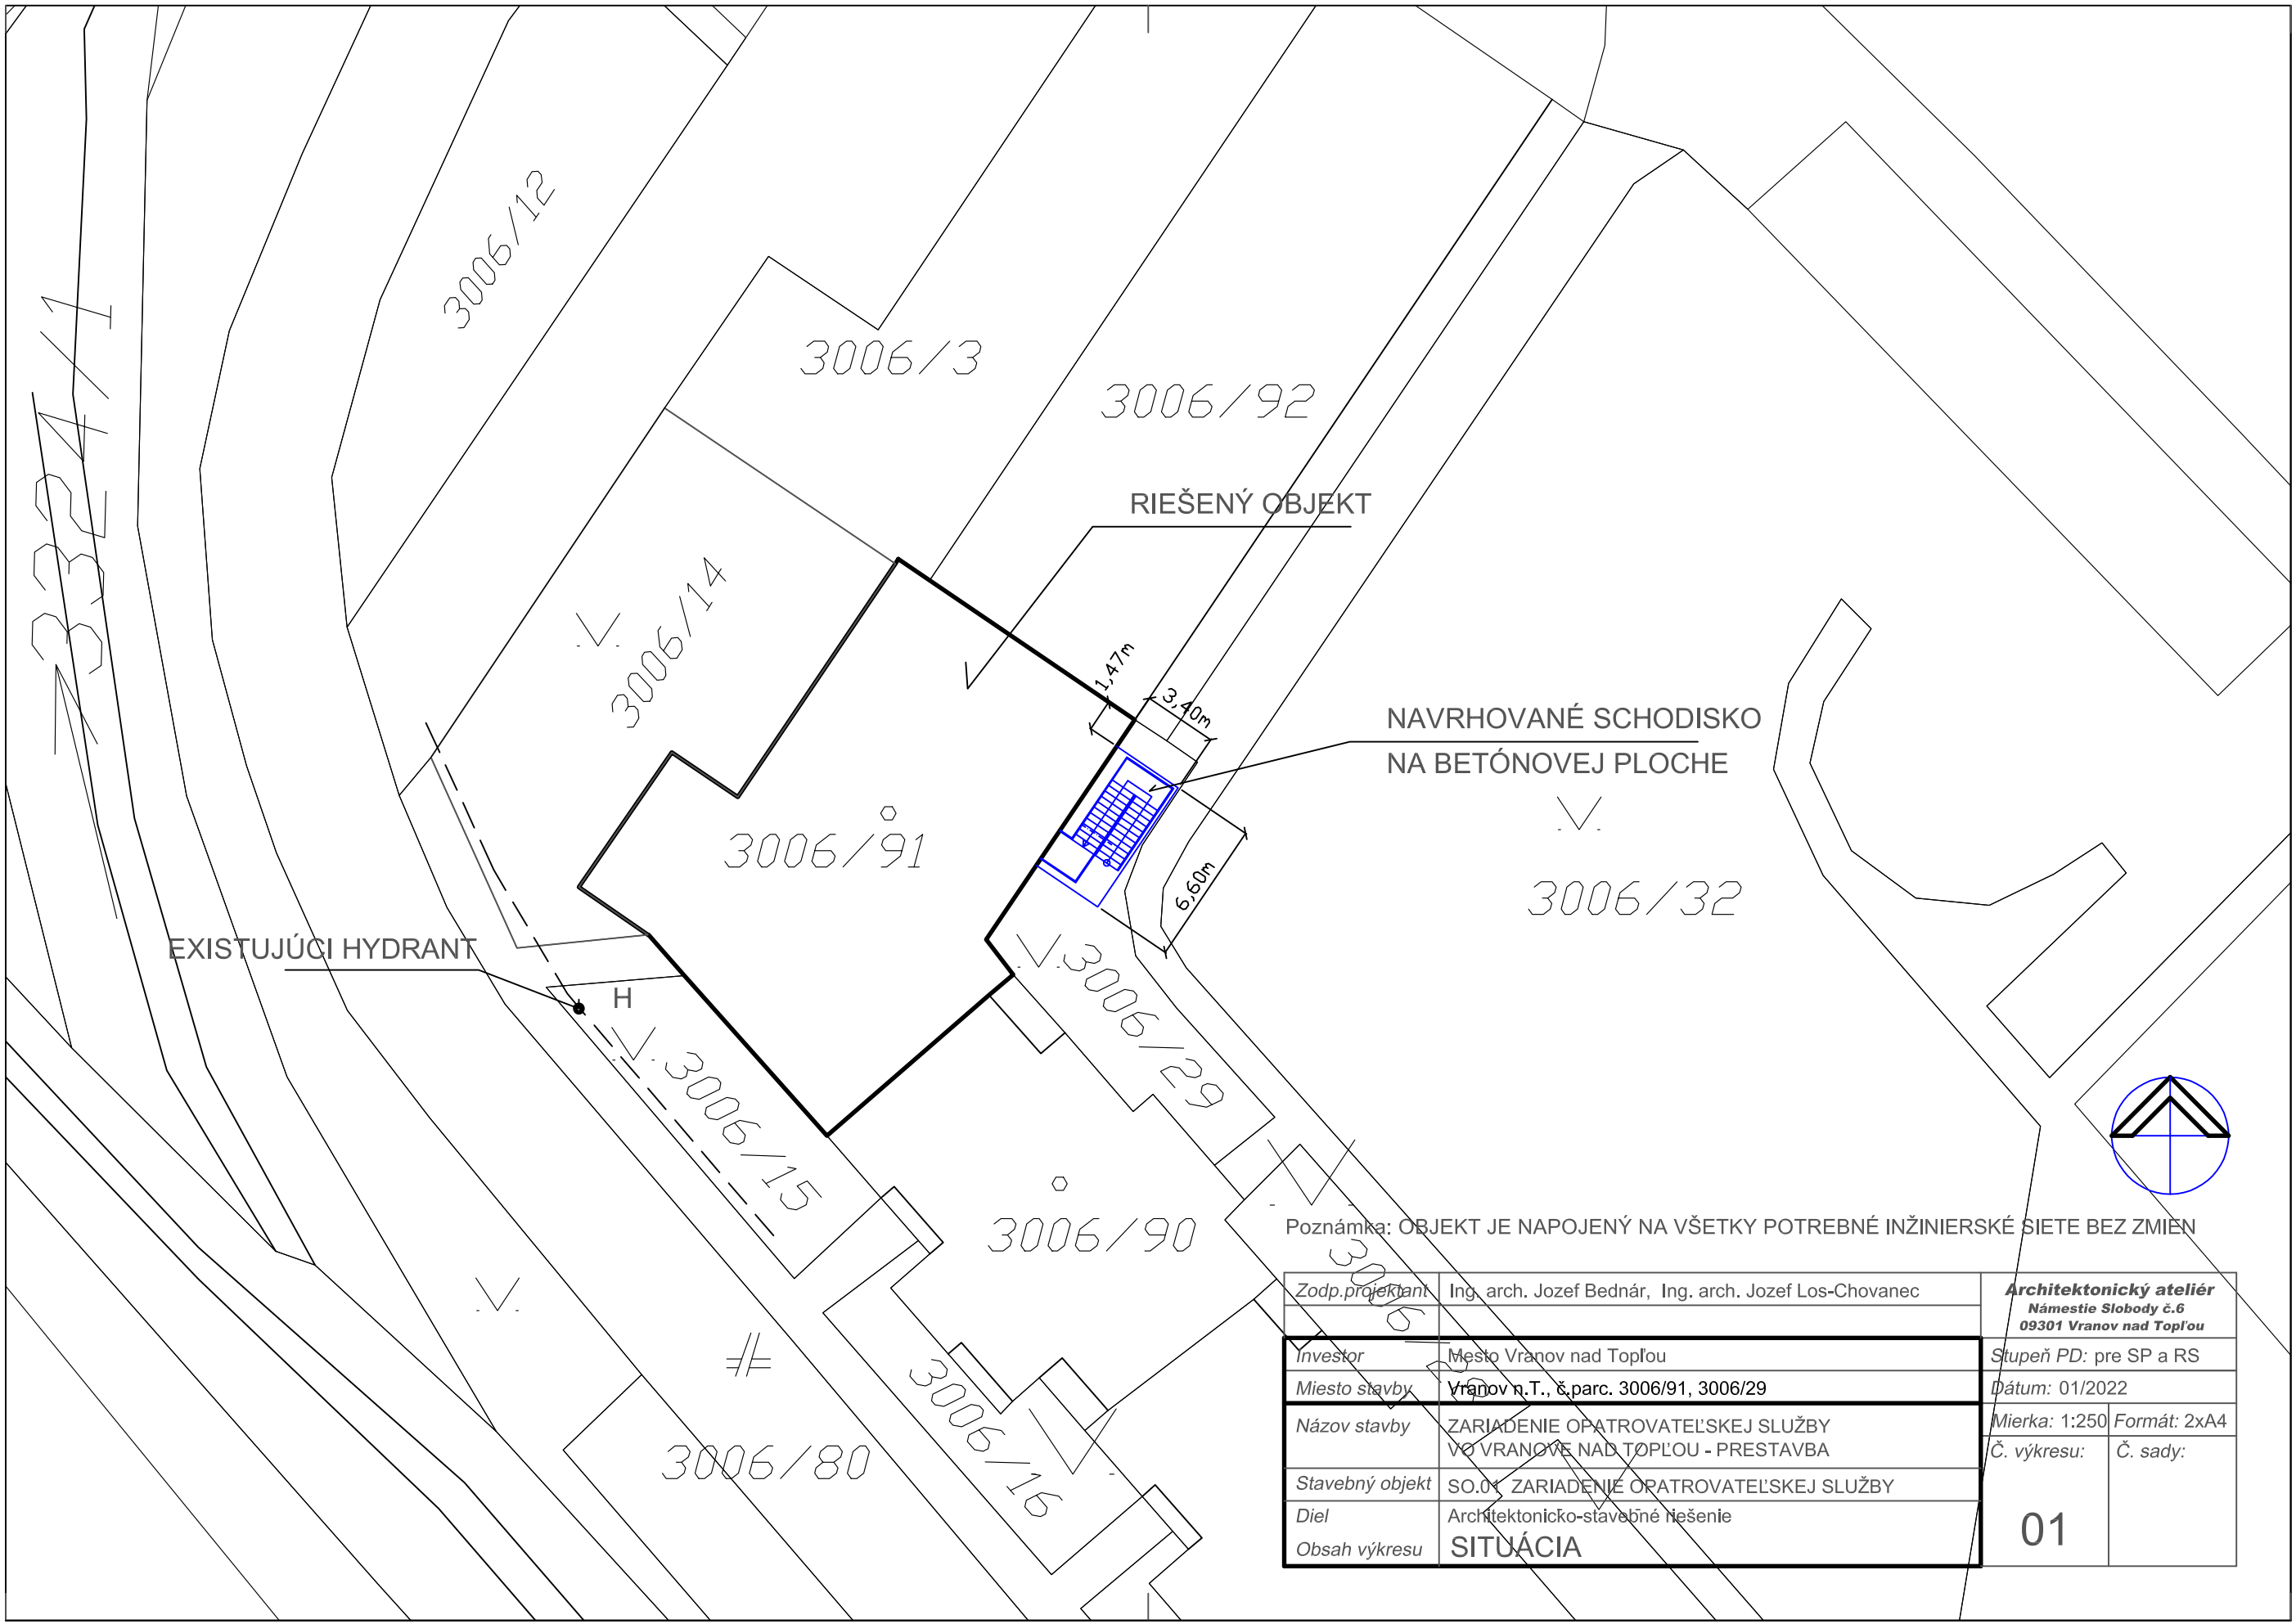 3006/12
3321/1
3006/3
3006/92
RIEŠENÝ OBJEKT
3006/14
1,47m
3,40m
NAVRHOVANÉ SCHODISKO
NA BETÓNOVEJ PLOCHE
3006/91
3006/32
6,60m
EXISTUJÚCI HYDRANT
H
3006/29
3006/15
3006/90
3006/16
3006/80
Poznámka: OBJEKT JE NAPOJENÝ NA VŠETKY POTREBNÉ INŽINIERSKÉ SIETE BEZ ZMIEN
Zodp.projektant Ing. arch. Jozef Bednár, Ing. arch. Jozef Los-Chovanec
Architektonický ateliér
Námestie Slobody č.6
09301 Vranov nad Topľou
Investor Mesto Vranov nad Topľou
Stupeň PD: pre SP a RS
Miesto stavby Vranov n.T., č.parc. 3006/91, 3006/29
Dátum: 01/2022
Názov stavby ZARIADENIE OPATROVATEĽSKEJ SLUŽBY
VO VRANOVE NAD TOPĽOU - PRESTAVBA
Mierka: 1:250 Formát: 2xA4
Č. výkresu: Č. sady:
Stavebný objekt SO.01 ZARIADENIE OPATROVATEĽSKEJ SLUŽBY
Diel Architektonicko-stavebné riešenie
Obsah výkresu SITUÁCIA
01